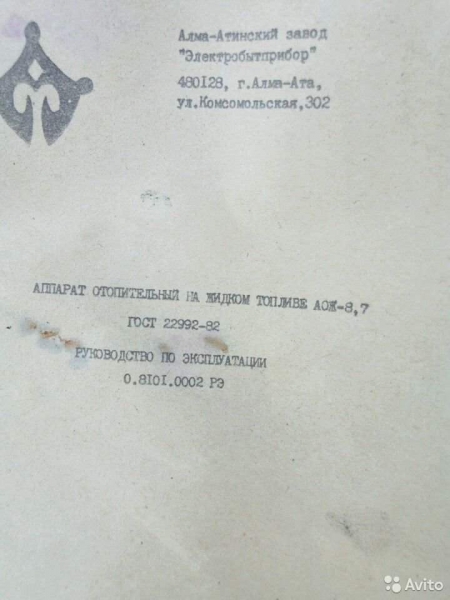 Алма-Атинский завод
"Электробытприбор"
480128, г.Алма-Ата,
ул.Комсомольская,302
АППАРАТ ОТОПИТЕЛЬНЫЙ НА ЖИДКОМ ТОПЛИВЕ АОЖ-8,7
ГОСТ 22992-82
РУКОВОДСТВО ПО ЭКСПЛУАТАЦИИ
0.8101.0002 РЭ
Avito